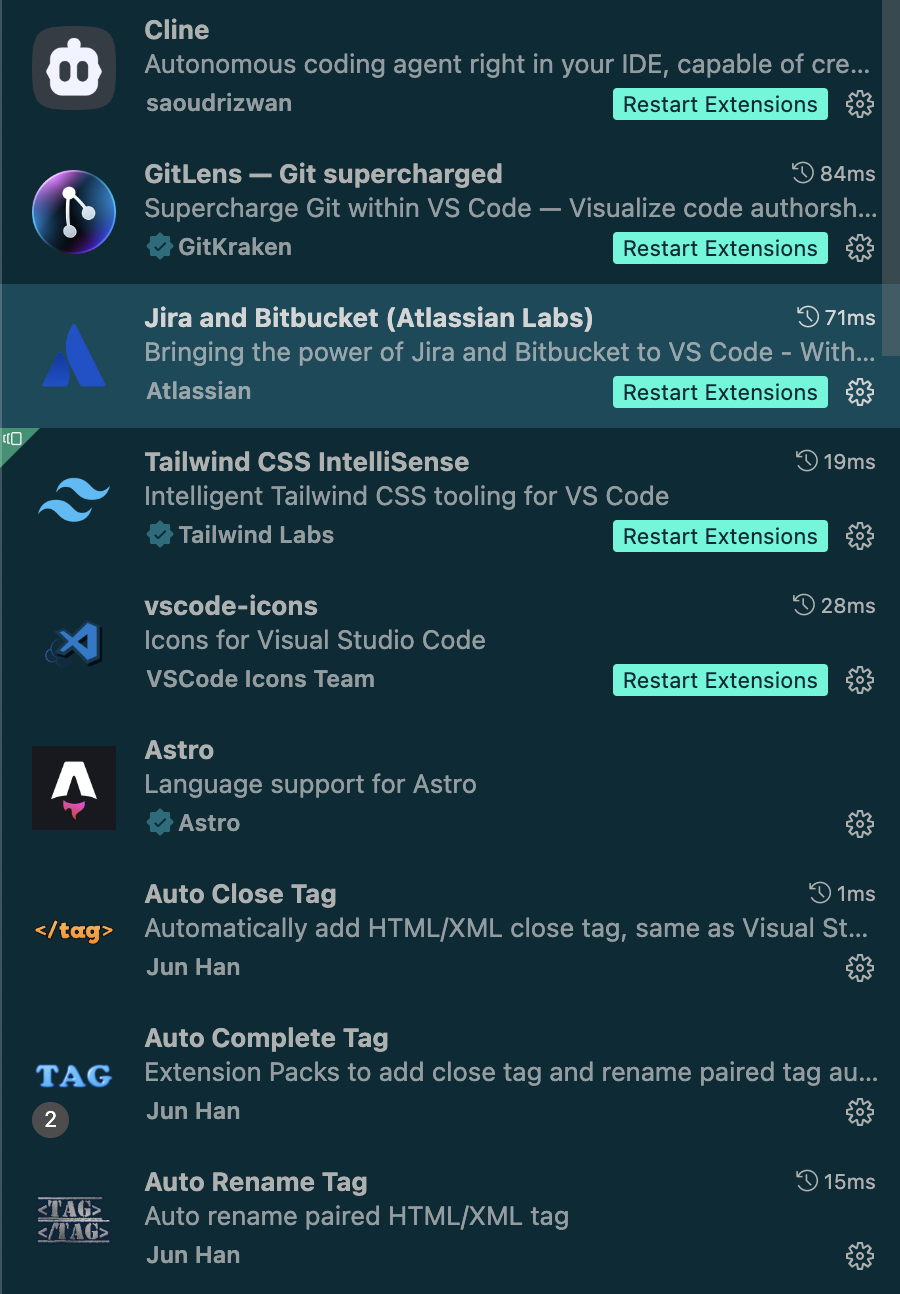 Cline
Autonomous coding agent right in your IDE, capable of cre...
saoudrizwan Restart Extensions
GitLens — Git supercharged 84ms
Supercharge Git within VS Code — Visualize code authorsh...
GitKraken Restart Extensions
Jira and Bitbucket (Atlassian Labs) 71ms
Bringing the power of Jira and Bitbucket to VS Code - With...
Atlassian Restart Extensions
Tailwind CSS IntelliSense 19ms
Intelligent Tailwind CSS tooling for VS Code
Tailwind Labs Restart Extensions
vscode-icons 28ms
Icons for Visual Studio Code
VSCode Icons Team Restart Extensions
Astro
Language support for Astro
Astro
Auto Close Tag 1ms
</tag> Automatically add HTML/XML close tag, same as Visual St...
Jun Han
Auto Complete Tag
TAG Extension Packs to add close tag and rename paired tag au...
2 Jun Han
Auto Rename Tag 15ms
<TAG> Auto rename paired HTML/XML tag
</TAG>
Jun Han